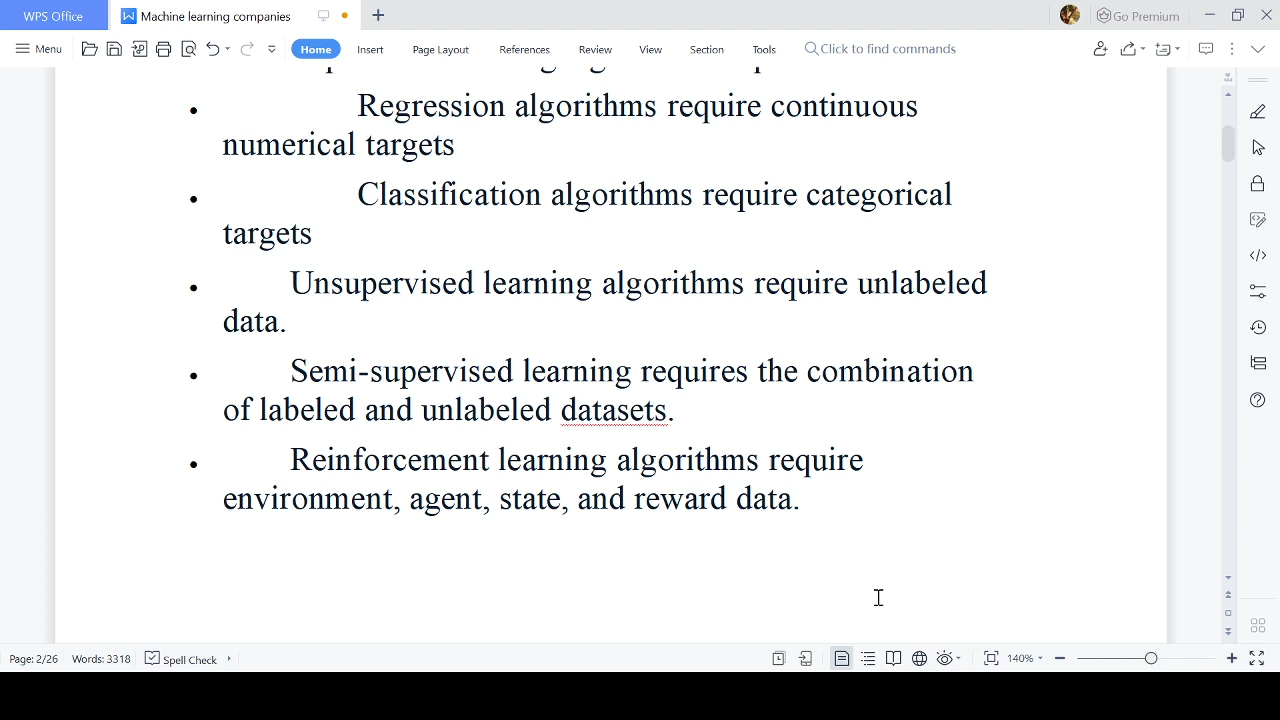 WPS Office
Machine learning companies
Go Premium
Menu
Home
Insert
Page Layout
References
Review
View
Section
Tools
Click to find commands
• Regression algorithms require continuous
numerical targets
• Classification algorithms require categorical
targets
• Unsupervised learning algorithms require unlabeled
data.
• Semi-supervised learning requires the combination
of labeled and unlabeled datasets.
• Reinforcement learning algorithms require
environment, agent, state, and reward data.
Page: 2/26
Words: 3318
Spell Check
140%